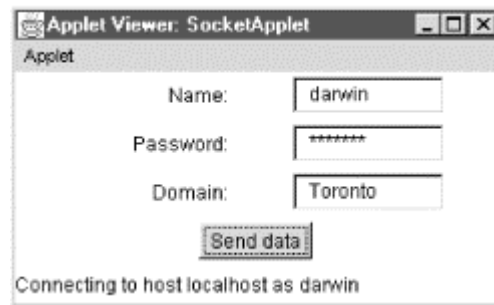 Applet Viewer: SocketApplet
Applet
Name: darwin
Password: *******
Domain: Toronto
Send data
Connecting to host localhost as darwin